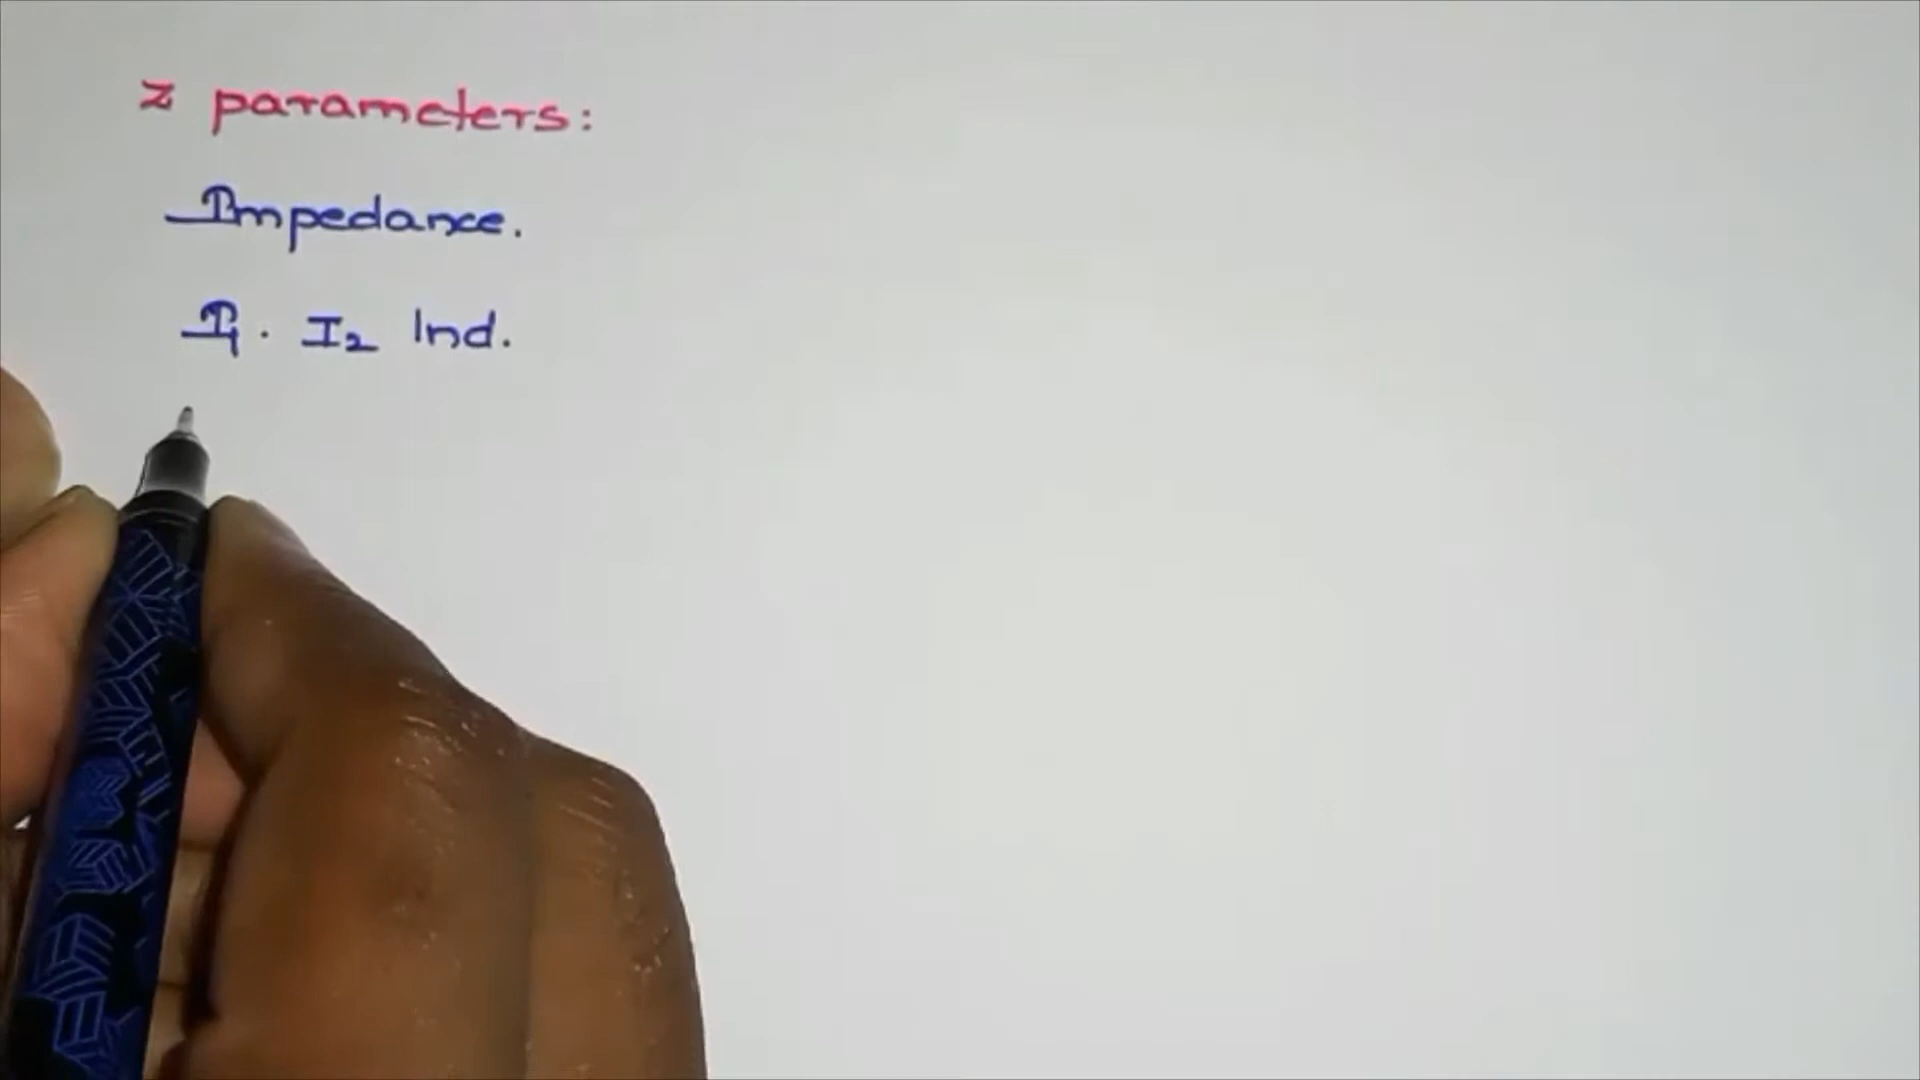 z parameters:
Impedance.
I1 . I2 Ind.